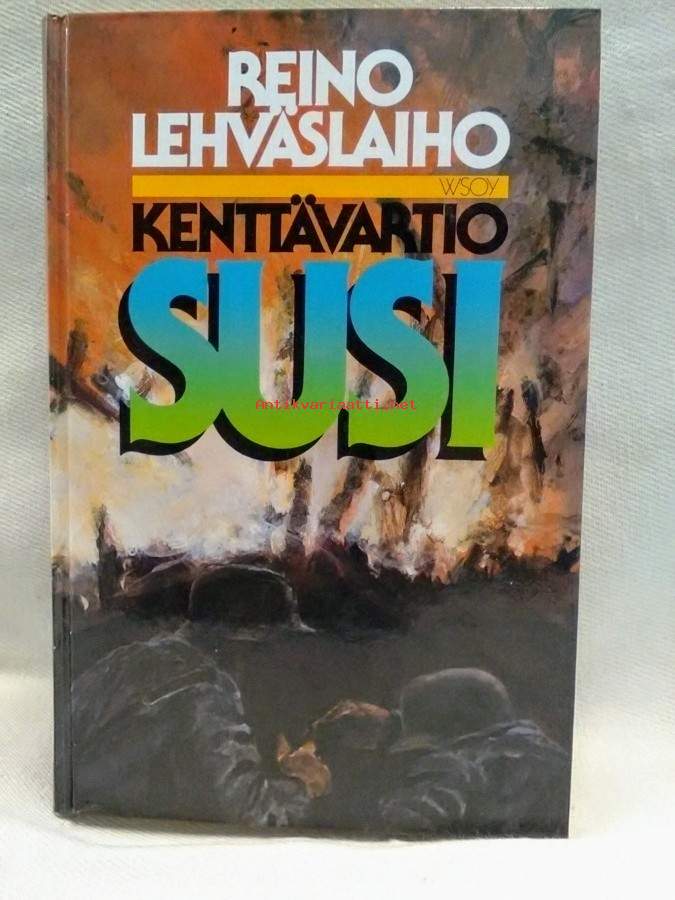 REINO
LEHVÄSLAIHO
WSOY
KENTTÄVARTIO
SUSI
Antikvariaatti.net